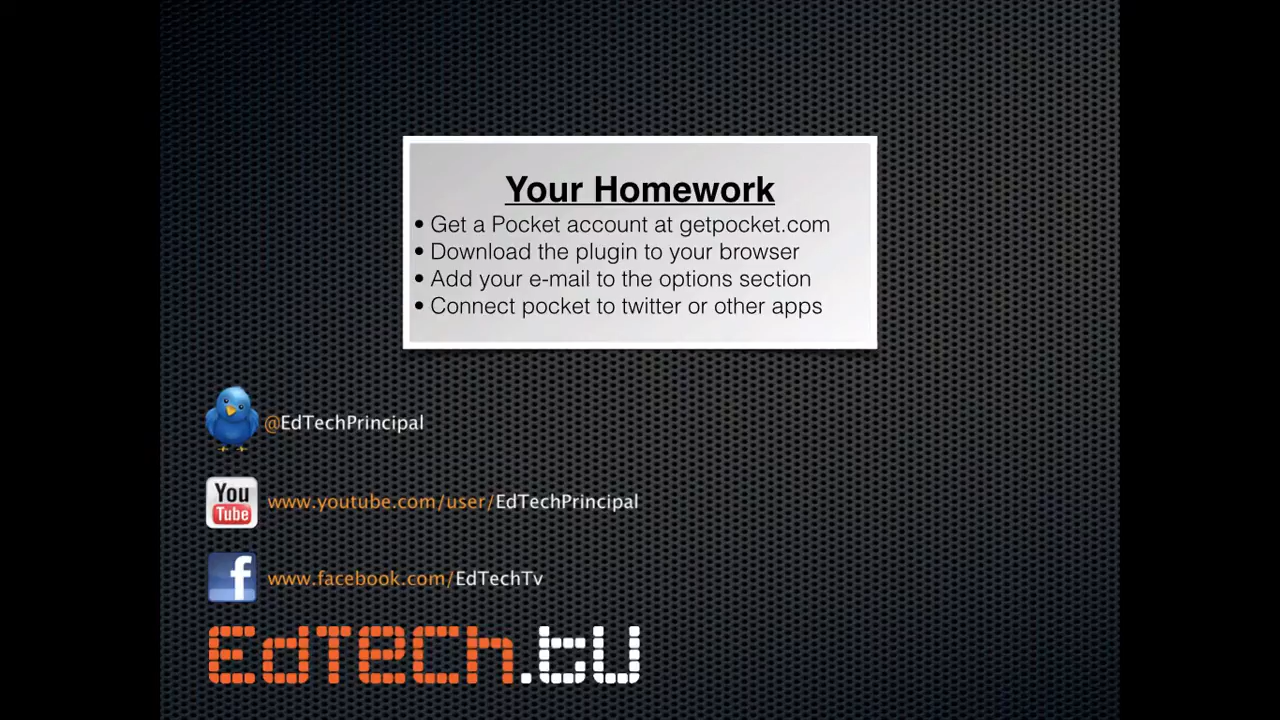 Your Homework
• Get a Pocket account at getpocket.com
• Download the plugin to your browser
• Add your e-mail to the options section
• Connect pocket to twitter or other apps
@EdTechPrincipal
You
Tube
www.youtube.com/user/EdTechPrincipal
f
www.facebook.com/EdTechTv
EdTeCh.tU